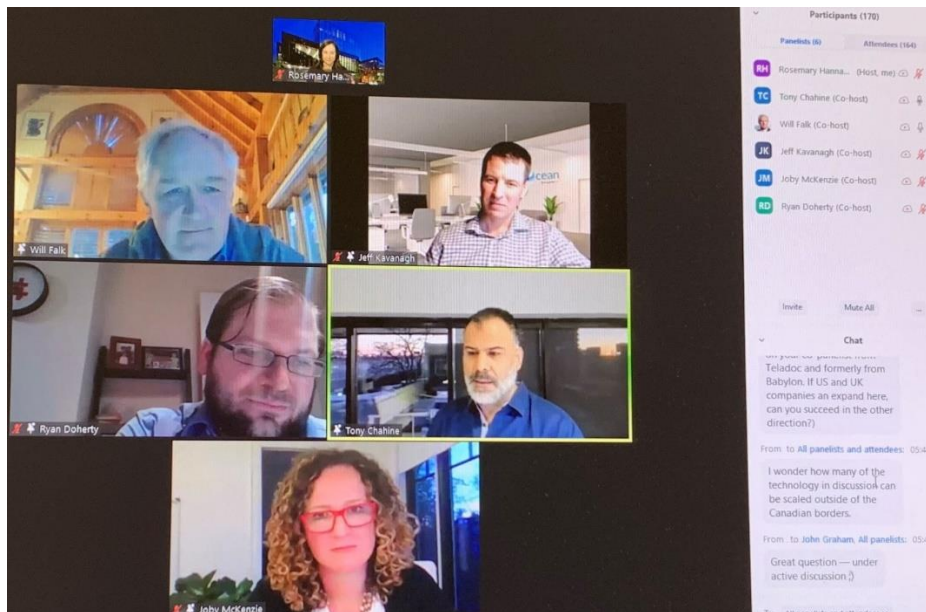 Rosemary Ha...
Will Falk
Jeff Kavanagh
cean
Ryan Doherty
Tony Chahine
Joby McKenzie
Participants (170)
Panelists (6)
Attendees (164)
RH Rosemary Hanna... (Host, me)
TC Tony Chahine (Co-host)
Will Falk (Co-host)
JK Jeff Kavanagh (Co-host)
JM Joby McKenzie (Co-host)
RD Ryan Doherty (Co-host)
Invite
Mute All
...
Chat
on your co-panelist from
Teladoc and formerly from
Babylon. If US and UK
companies an expand here,
can you succeed in the other
direction?)
From to All panelists and attendees: 05:4
I wonder how many of the
technology in discussion can
be scaled outside of the
Canadian borders.
From . to John Graham, All panelists: 05:4
Great question — under
active discussion ;)